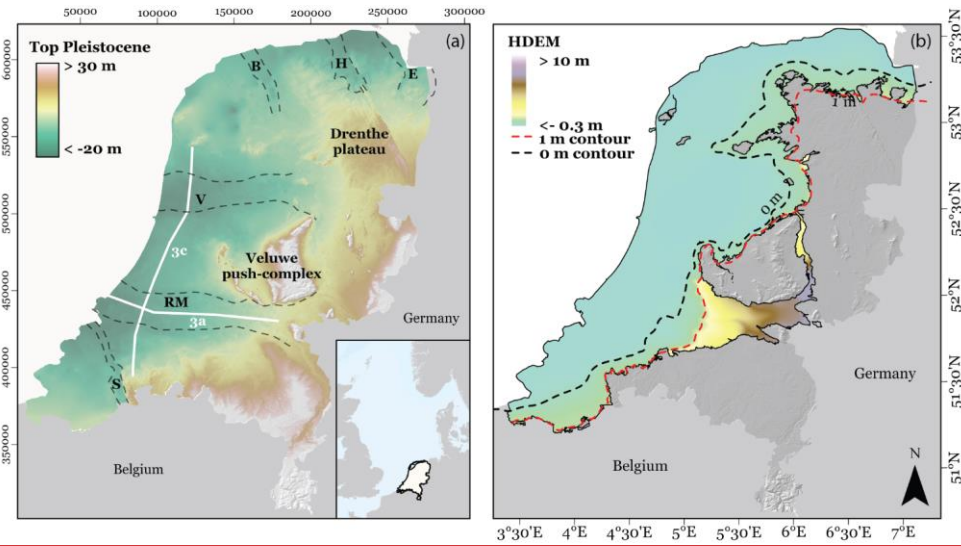 50000 100000 150000 200000 250000 300000
(a)
Top Pleistocene
> 30 m
< -20 m
B
H
E
Drenthe
plateau
V
3c
Veluwe
push-complex
RM
3a
S
Germany
Belgium
600000
550000
500000
450000
400000
350000
(b)
HDEM
> 10 m
<- 0.3 m
1 m contour
0 m contour
1 m
0 m
Germany
Belgium
N
53°30'N
53°N
52°30'N
52°N
51°30'N
51°N
3°30'E 4°E 4°30'E 5°E 5°30'E 6°E 6°30'E 7°E